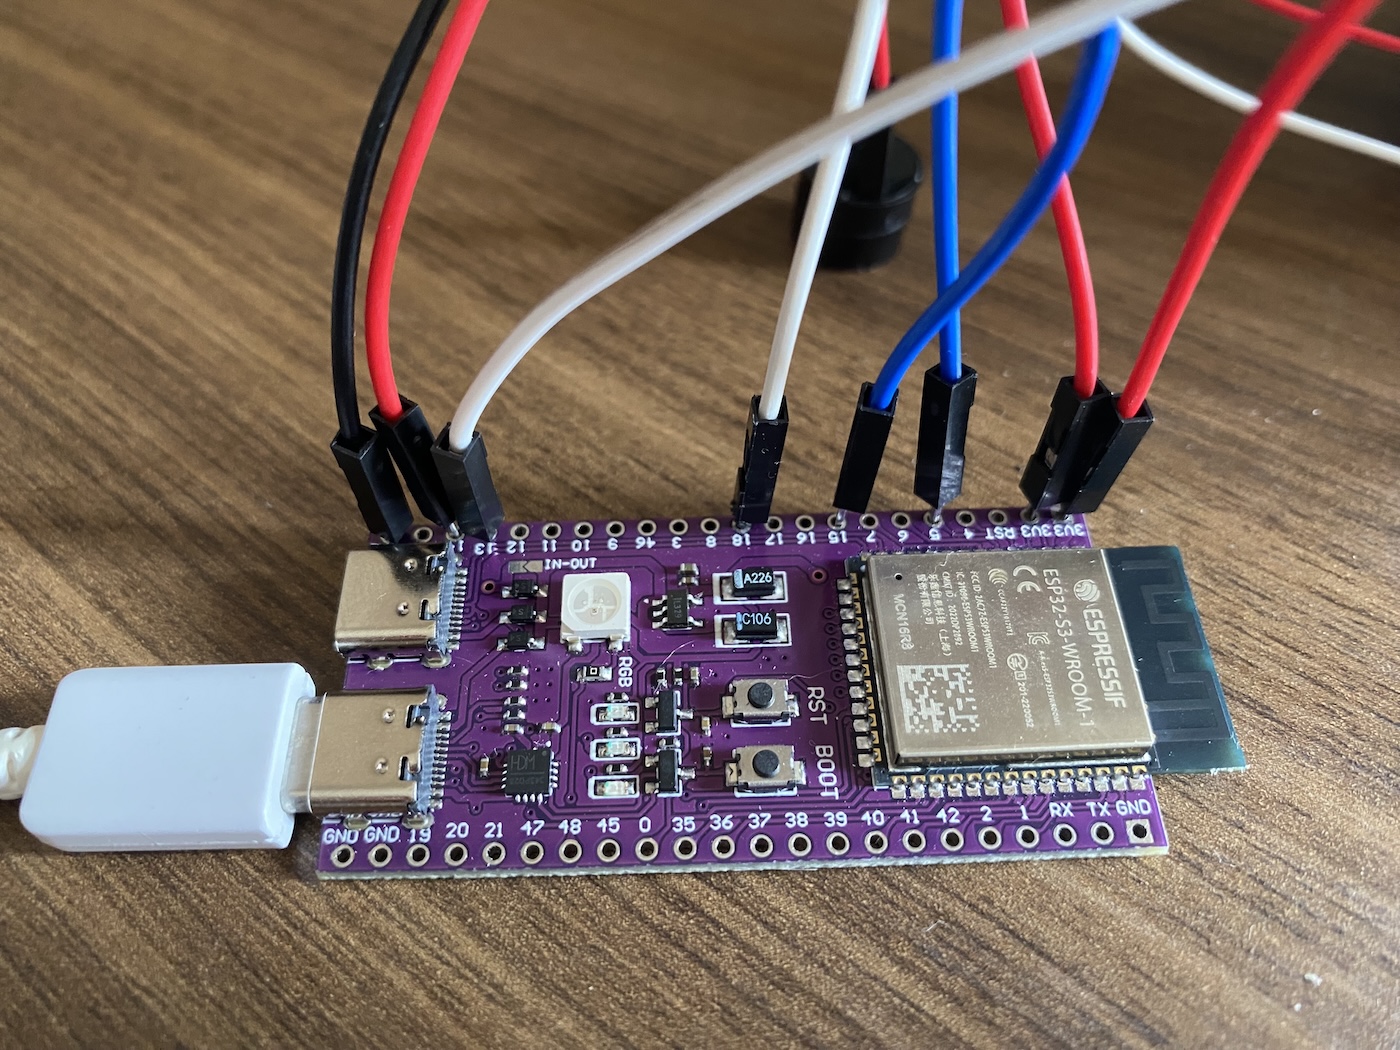 13 12 11 10 9 46 3 8 18 17 16 15 7 6 5 4 RST 3V3 3V3
IN-OUT
A226
C106
RGB
RST
BOOT
ESPRESSIF
ESP32-S3-WROOM-1
CE
MCN16R8
GND GND 19 20 21 47 48 45 0 35 36 37 38 39 40 41 42 2 1 RX TX GND